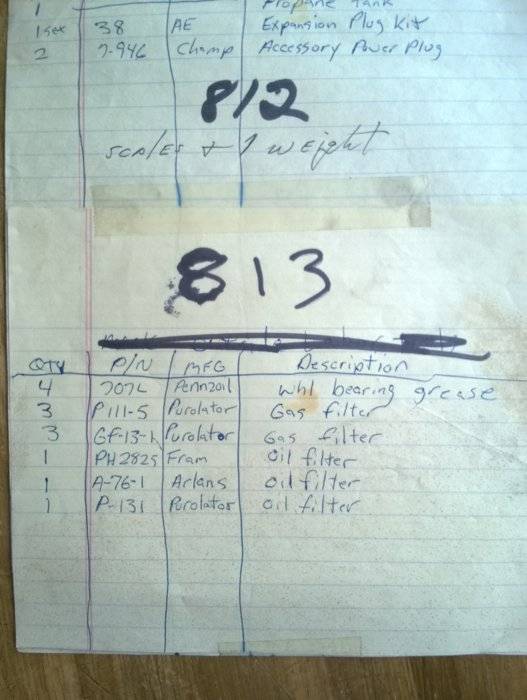 1 Propane Tank
1 set 38 AE Expansion Plug Kit
2 7-946 Champ Accessory Power Plug
812
SCALES + 1 weight
813
QTY P/N MFG Description
4 707L Pennzoil Whl bearing grease
3 P111-5 Purolator Gas filter
3 GF-13-1 Purolator Gas filter
1 PH2825 Fram Oil filter
1 A-76-1 Arlans Oil filter
1 P-131 Purolator Oil filter